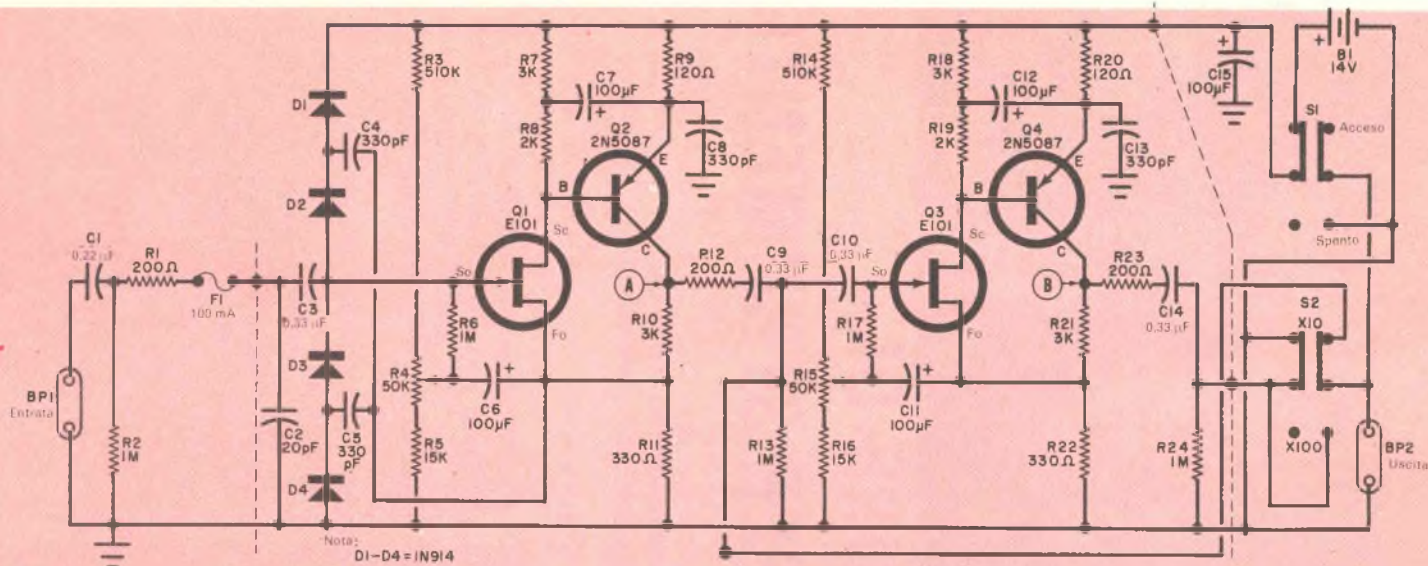 C1
0,22 µF
R1
200Ω
F1
100 mA
BP1
Entrata
R2
1M
C2
20pF
C3
0,33 µF
D1
D2
D3
D4
C4
330pF
C5
330
pF
Nota:
D1-D4=1N914
R3
510K
R4
50K
R5
15K
R6
1M
C6
100µF
+
R7
3K
R8
2K
Q1
E101
So
Sc
Fo
C7
100µF
+
Q2
2N5087
B
E
C
R9
120Ω
C8
330pF
A
R10
3K
R11
330Ω
R12
200Ω
C9
0,33 µF
C10
0,33 µF
R13
1M
R14
510K
R15
50K
R16
15K
R17
1M
C11
100µF
+
R18
3K
R19
2K
Q3
E101
So
Sc
Fo
C12
100µF
+
Q4
2N5087
B
E
C
R20
120Ω
C13
330pF
B
R21
3K
R22
330Ω
R23
200Ω
C14
0,33 µF
R24
1M
+
C15
100µF
+
B1
14V
S1
Acceso
Spento
S2
X10
X100
BP2
Uscita